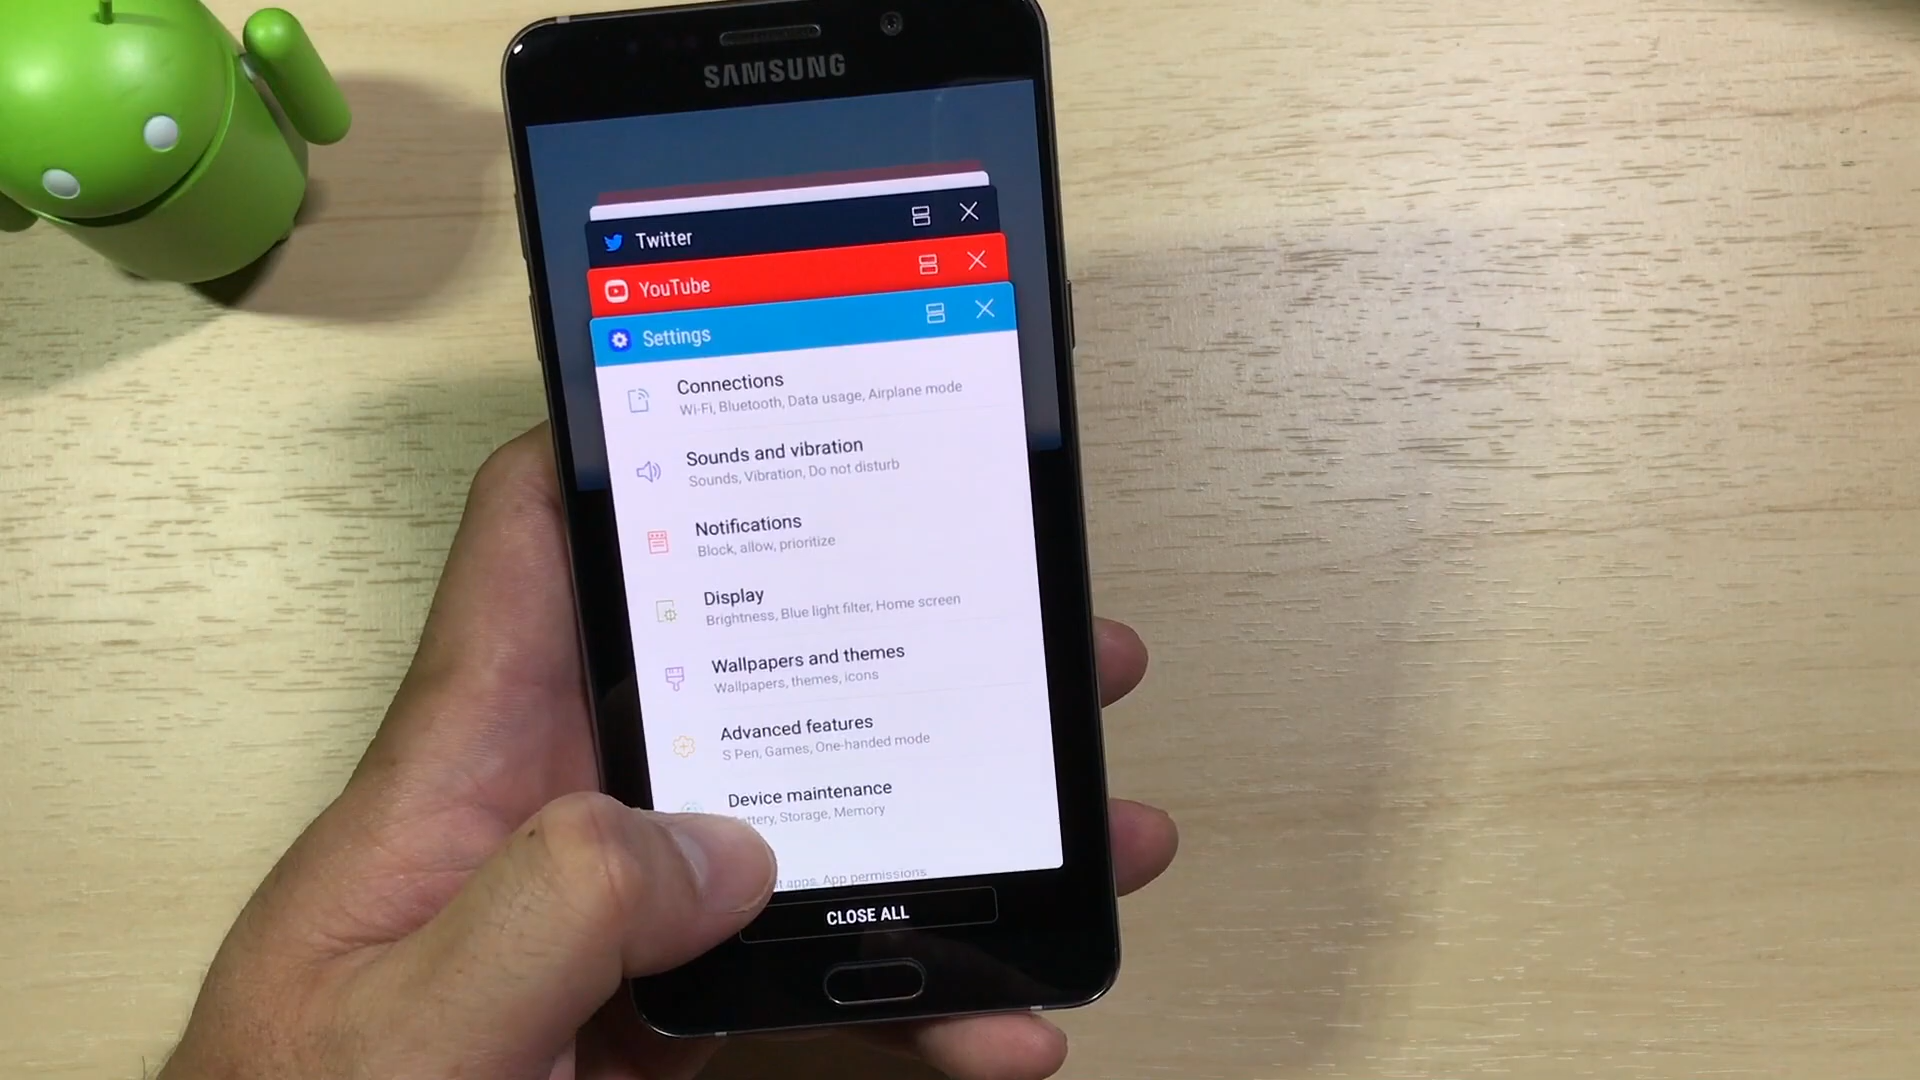 SAMSUNG
Twitter
YouTube
Settings
Connections
Wi-Fi, Bluetooth, Data usage, Airplane mode
Sounds and vibration
Sounds, Vibration, Do not disturb
Notifications
Block, allow, prioritize
Display
Brightness, Blue light filter, Home screen
Wallpapers and themes
Wallpapers, themes, icons
Advanced features
S Pen, Games, One-handed mode
Device maintenance
Storage, Memory
apps, App permissions
CLOSE ALL